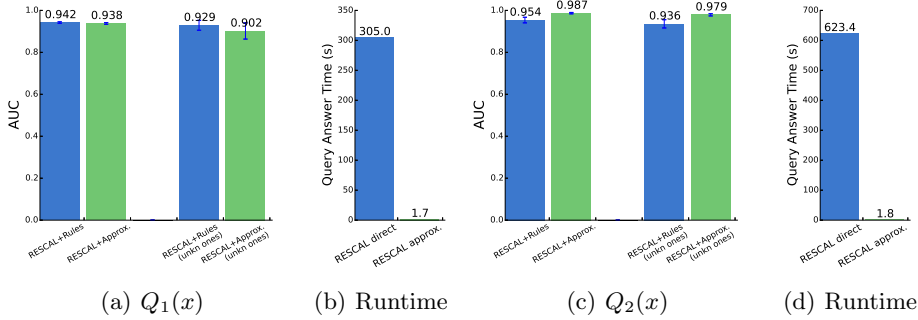 1.0
0.8
0.6
0.4
0.2
0.0
AUC
0.942
0.938
0.929
0.902
RESCAL+Rules
RESCAL+Approx.
RESCAL+Rules
(unkn ones)
RESCAL+Approx.
(unkn ones)
(a) Q1(x)
350
300
250
200
150
100
50
0
Query Answer Time (s)
305.0
1.7
RESCAL direct
RESCAL approx.
(b) Runtime
1.0
0.8
0.6
0.4
0.2
0.0
AUC
0.954
0.987
0.936
0.979
RESCAL+Rules
RESCAL+Approx.
RESCAL+Rules
(unkn ones)
RESCAL+Approx.
(unkn ones)
(c) Q2(x)
700
600
500
400
300
200
100
0
Query Answer Time (s)
623.4
1.8
RESCAL direct
RESCAL approx.
(d) Runtime